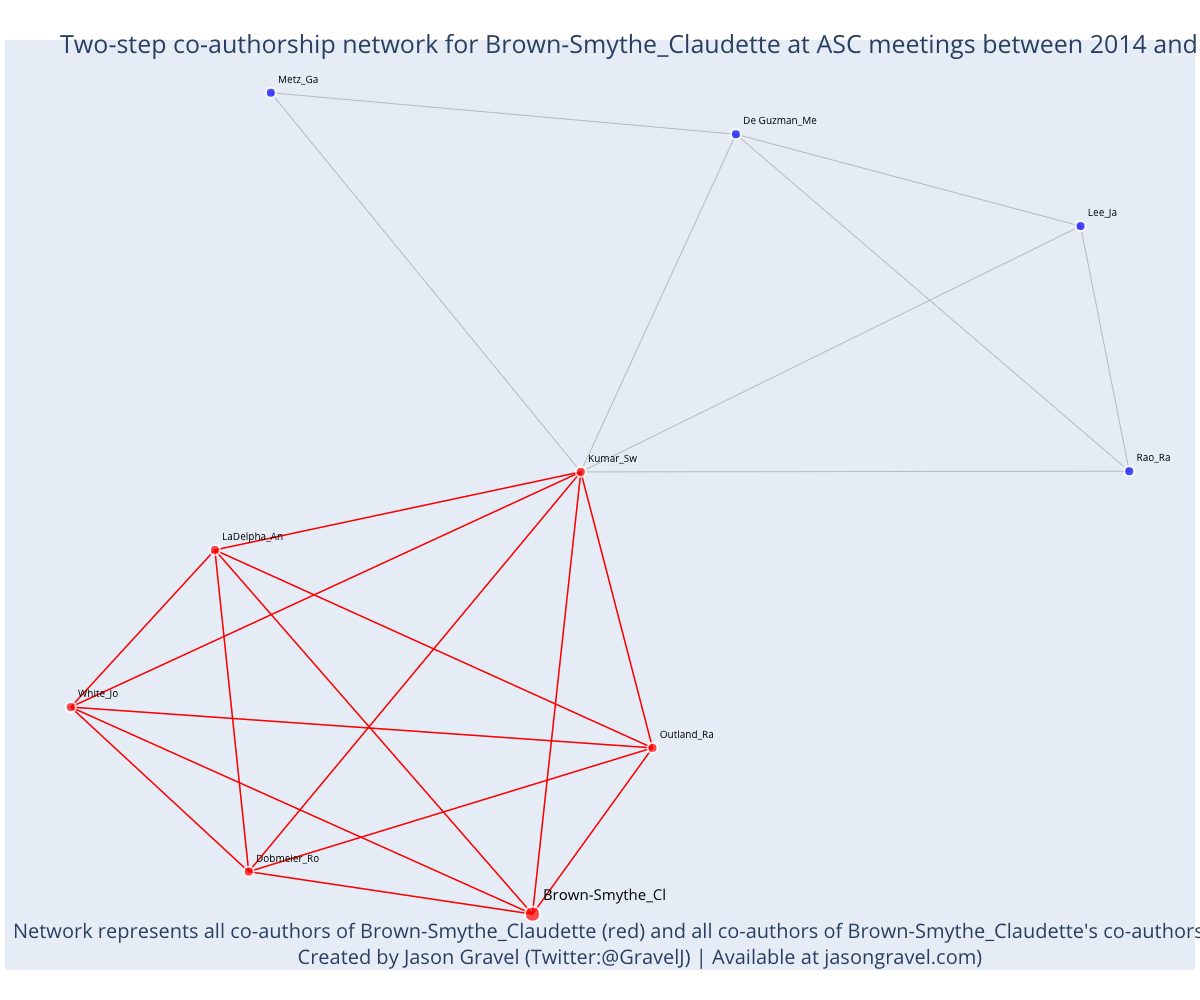 Two-step co-authorship network for Brown-Smythe_Claudette at ASC meetings between 2014 and
Metz_Ga
De Guzman_Me
Lee_Ja
Kumar_Sw
Rao_Ra
LaDelpha_An
White_Jo
Outland_Ra
Dobmeier_Ro
Brown-Smythe_Cl
Network represents all co-authors of Brown-Smythe_Claudette (red) and all co-authors of Brown-Smythe_Claudette's co-authors
Created by Jason Gravel (Twitter:@GravelJ) | Available at jasongravel.com)